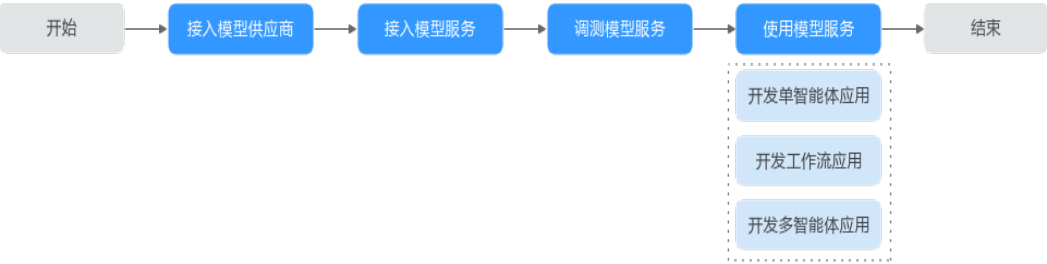 开始
接入模型供应商
接入模型服务
调测模型服务
使用模型服务
结束
开发单智能体应用
开发工作流应用
开发多智能体应用